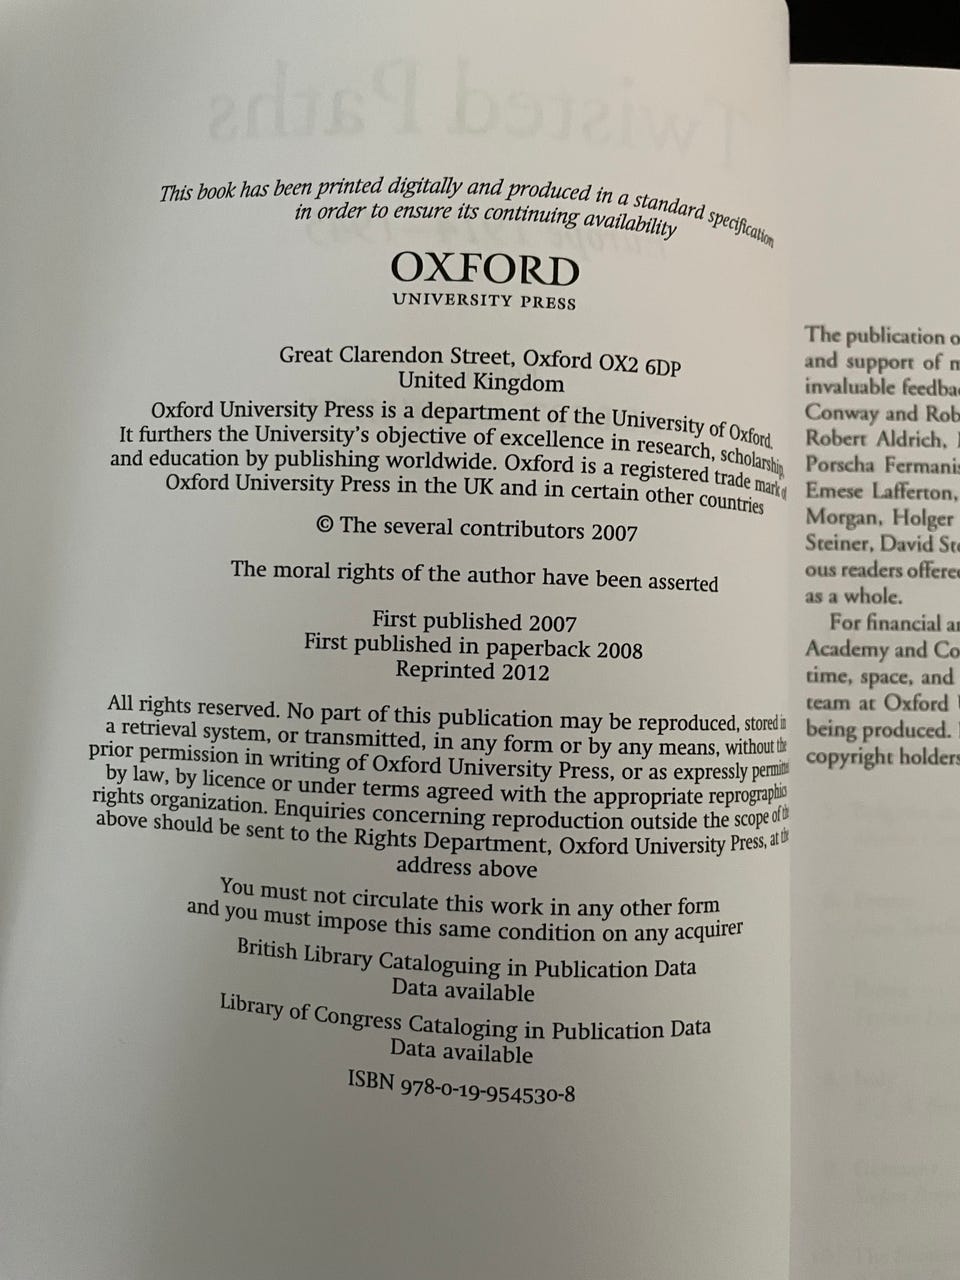 Twisted Paths
Europe 1914-1945
This book has been printed digitally and produced in a standard specification
in order to ensure its continuing availability
OXFORD
UNIVERSITY PRESS
Great Clarendon Street, Oxford OX2 6DP
United Kingdom
Oxford University Press is a department of the University of Oxford.
It furthers the University's objective of excellence in research, scholarship,
and education by publishing worldwide. Oxford is a registered trade mark of
Oxford University Press in the UK and in certain other countries
© The several contributors 2007
The moral rights of the author have been asserted
First published 2007
First published in paperback 2008
Reprinted 2012
All rights reserved. No part of this publication may be reproduced, stored in
a retrieval system, or transmitted, in any form or by any means, without the
prior permission in writing of Oxford University Press, or as expressly permitted
by law, by licence or under terms agreed with the appropriate reprographics
rights organization. Enquiries concerning reproduction outside the scope of the
above should be sent to the Rights Department, Oxford University Press, at the
address above
You must not circulate this work in any other form
and you must impose this same condition on any acquirer
British Library Cataloguing in Publication Data
Data available
Library of Congress Cataloging in Publication Data
Data available
ISBN 978-0-19-954530-8
The publication o
and support of m
invaluable feedba
Conway and Rob
Robert Aldrich,
Porscha Fermanis
Emese Lafferton,
Morgan, Holger
Steiner, David Ste
ous readers offere
as a whole.
For financial an
Academy and Co
time, space, and
team at Oxford
being produced.
copyright holders